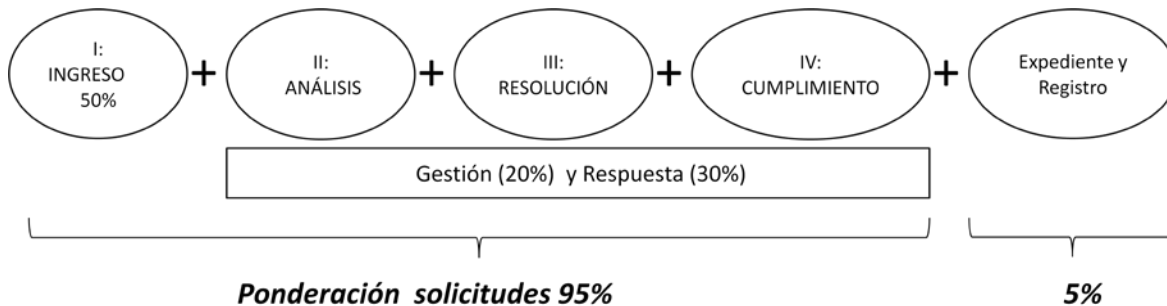 I:
INGRESO
50%
+
II:
ANÁLISIS
+
III:
RESOLUCIÓN
+
IV:
CUMPLIMIENTO
+
Expediente y
Registro
Gestión (20%) y Respuesta (30%)
Ponderación solicitudes 95%
5%